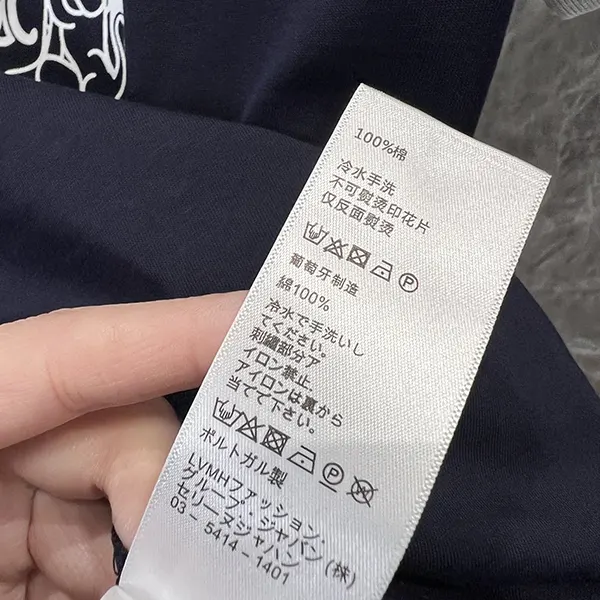 100%棉
冷水手洗
不可熨烫印花片
仅反面熨烫
P
葡萄牙制造
綿100%
冷水で手洗いし
てください。
刺繡部分ア
イロン禁止。
アイロンは裏から
当てて下さい。
P
ポルトガル製
LVMHファッション・
グループ・ジャパン(株)
セリーヌジャハン
03 - 5414-1401